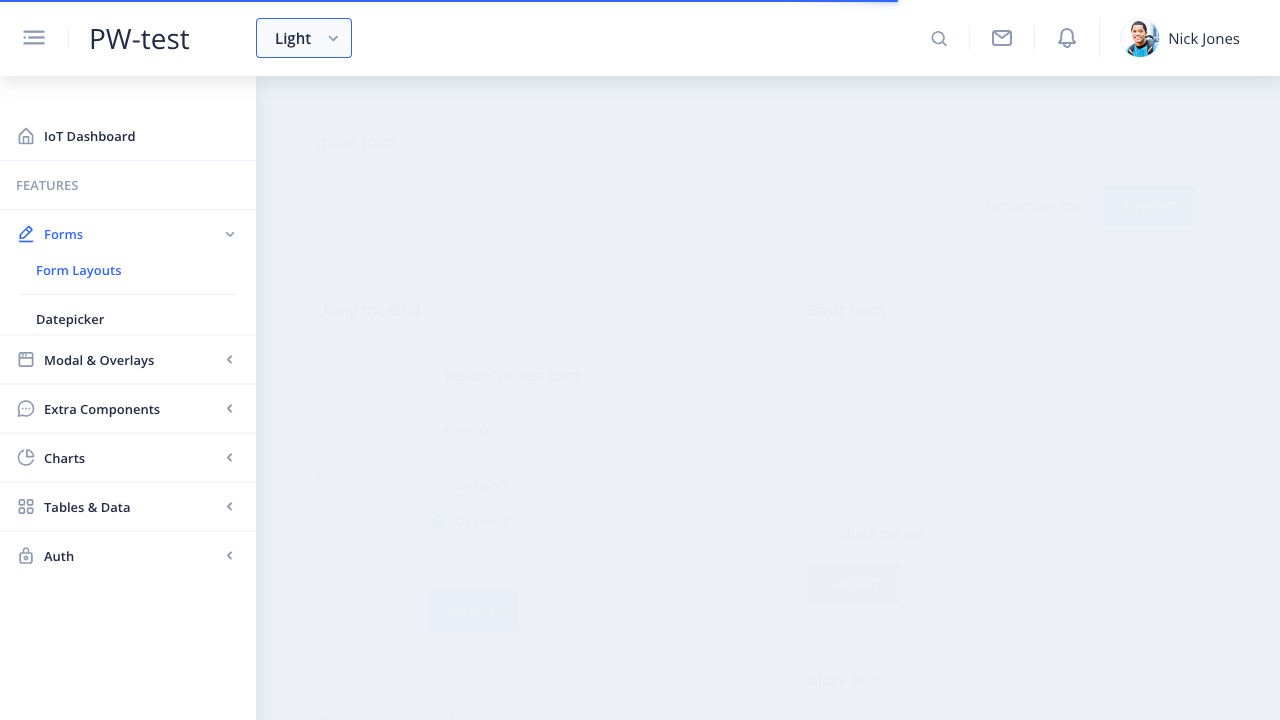 PW-test
Light
Nick Jones
IoT Dashboard
FEATURES
Forms
Form Layouts
Datepicker
Modal & Overlays
Extra Components
Charts
Tables & Data
Auth
Inline form
SUBMIT
Using the Grid
Basic form
Option 1
Option 2
Check me out
SUBMIT
SIGN IN
Block form